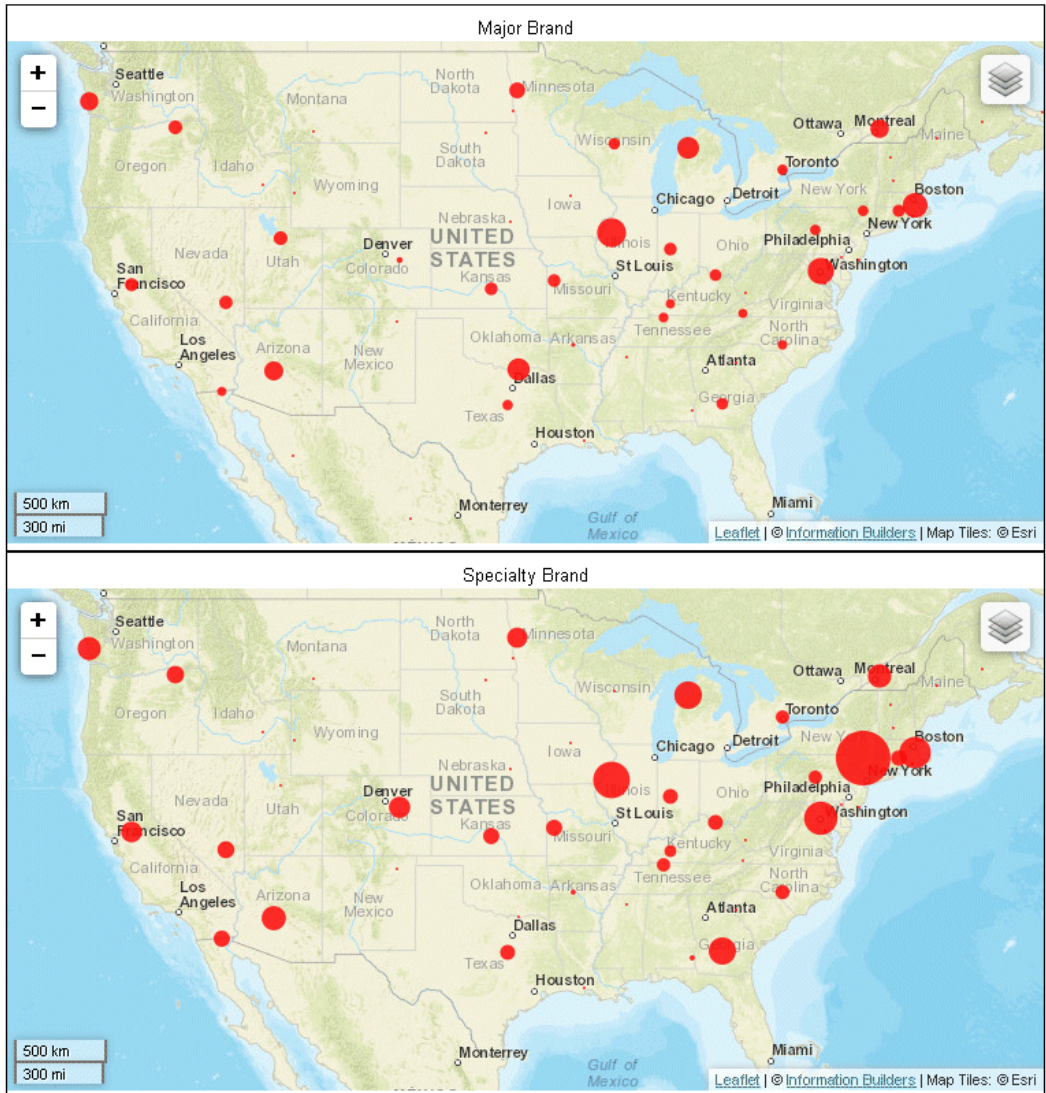 Major Brand
+
−
Seattle
Washington
Montana
North
Dakota
Minnesota
Ottawa
Montreal
Maine
Oregon
Idaho
Wyoming
South
Dakota
Wisconsin
Toronto
New York
Boston
Chicago
Detroit
Iowa
Nebraska
Nevada
Utah
Denver
Colorado
UNITED
STATES
Illinois
Ohio
New York
Philadelphia
Washington
San
Francisco
Kansas
St Louis
Missouri
Kentucky
Virginia
California
Los
Angeles
Arizona
New
Mexico
Oklahoma
Arkansas
Tennessee
North
Carolina
Atlanta
Dallas
Texas
Georgia
Houston
Monterrey
Gulf of
Mexico
Miami
500 km
300 mi
Leaflet | © Information Builders | Map Tiles: © Esri
Specialty Brand
+
−
Seattle
Washington
Montana
North
Dakota
Minnesota
Ottawa
Montreal
Maine
Oregon
Idaho
Wyoming
South
Dakota
Wisconsin
Toronto
New Y
Boston
Chicago
Detroit
Iowa
Nebraska
Nevada
Utah
Denver
Colorado
UNITED
STATES
Illinois
Ohio
New York
Philadelphia
Washington
San
Francisco
Kansas
St Louis
Missouri
Kentucky
Virginia
California
Los
Angeles
Arizona
New
Mexico
Oklahoma
Arkansas
Tennessee
North
Carolina
Atlanta
Dallas
Texas
Georgia
Houston
Monterrey
Gulf of
Mexico
Miami
500 km
300 mi
Leaflet | © Information Builders | Map Tiles: © Esri